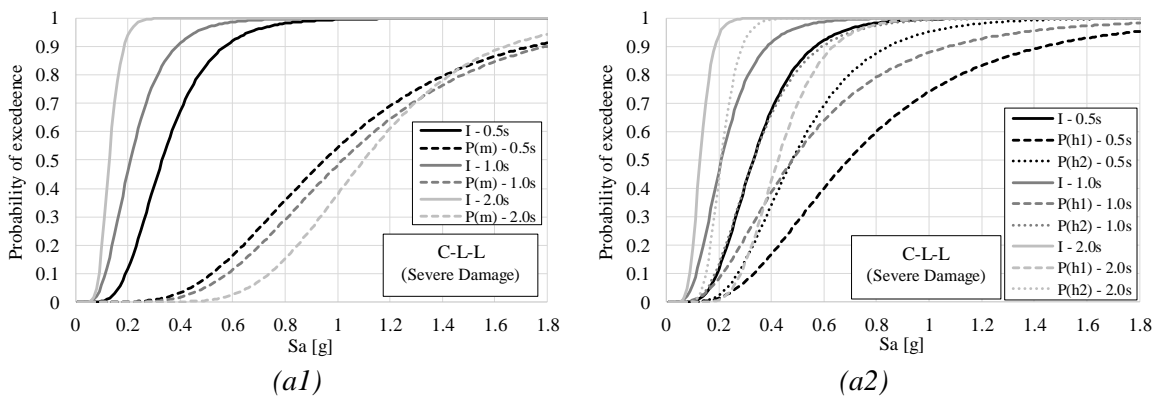 Probability of exceedeence
1
0.9
0.8
0.7
0.6
0.5
0.4
0.3
0.2
0.1
0
0 0.2 0.4 0.6 0.8 1 1.2 1.4 1.6 1.8
Sa [g]
I - 0.5s
P(m) - 0.5s
I - 1.0s
P(m) - 1.0s
I - 2.0s
P(m) - 2.0s
C-L-L
(Severe Damage)
(a1)
Probability of exceedeence
1
0.9
0.8
0.7
0.6
0.5
0.4
0.3
0.2
0.1
0
0 0.2 0.4 0.6 0.8 1 1.2 1.4 1.6 1.8
Sa [g]
I - 0.5s
P(h1) - 0.5s
P(h2) - 0.5s
I - 1.0s
P(h1) - 1.0s
P(h2) - 1.0s
I - 2.0s
P(h1) - 2.0s
P(h2) - 2.0s
C-L-L
(Severe Damage)
(a2)